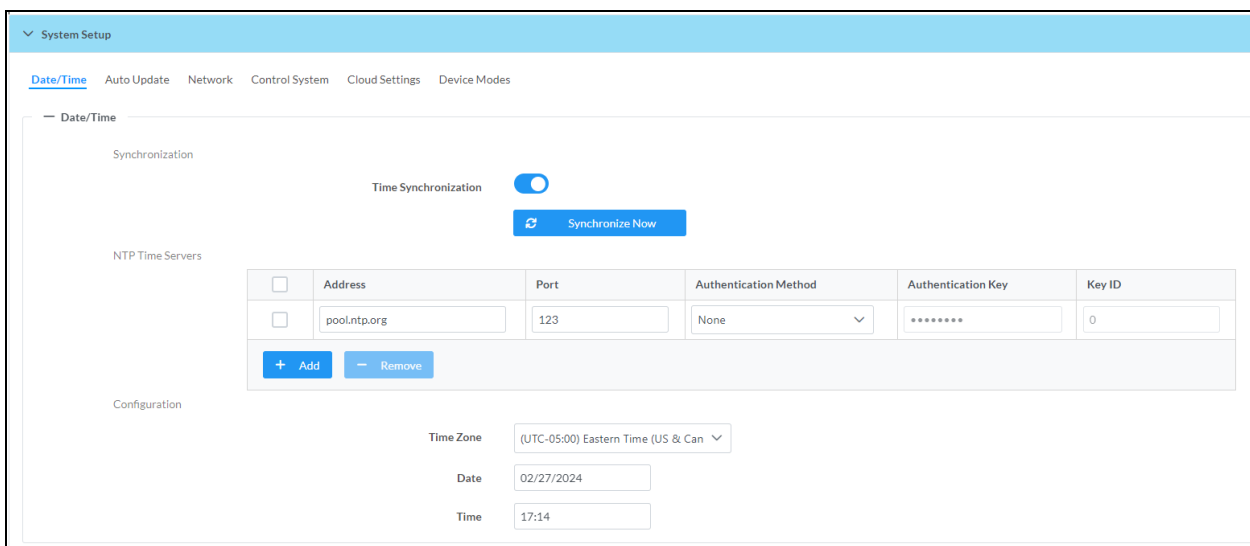 System Setup
Date/Time Auto Update Network Control System Cloud Settings Device Modes
Date/Time
Synchronization
Time Synchronization
Synchronize Now
NTP Time Servers
Address Port Authentication Method Authentication Key Key ID
pool.ntp.org 123 None •••••••• 0
+ Add − Remove
Configuration
Time Zone (UTC-05:00) Eastern Time (US & Can
Date 02/27/2024
Time 17:14